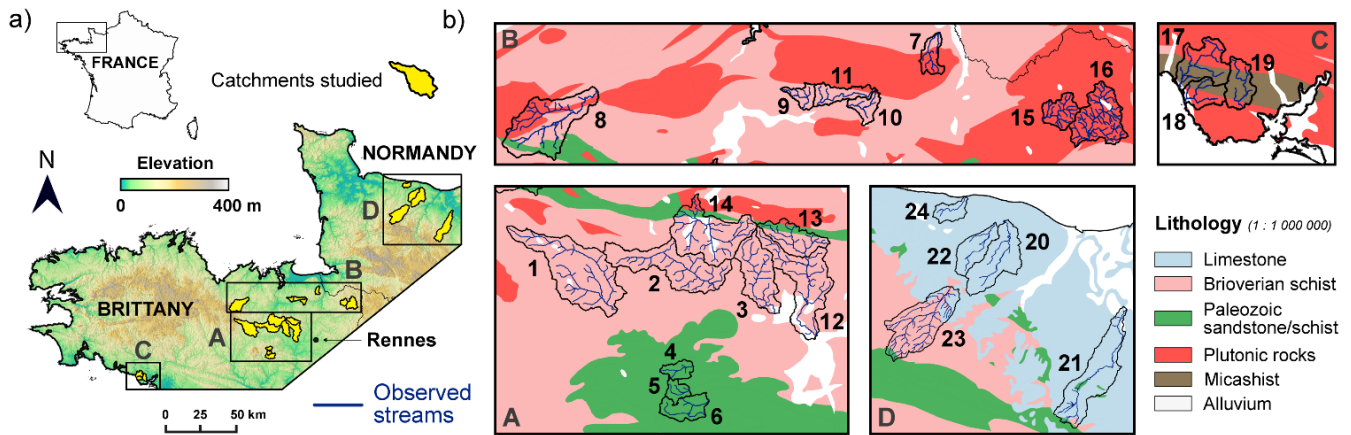 a)
FRANCE
Catchments studied
N
Elevation
0
400 m
NORMANDY
D
B
BRITTANY
A
C
Rennes
Observed
streams
0 25 50 km
b)
B
7
8
9
11
10
15
16
17
19
C
18
14
13
1
2
3
12
4
5
6
A
24
22
20
23
21
D
Lithology (1 : 1 000 000)
Limestone
Brioverian schist
Paleozoic
sandstone/schist
Plutonic rocks
Micashist
Alluvium